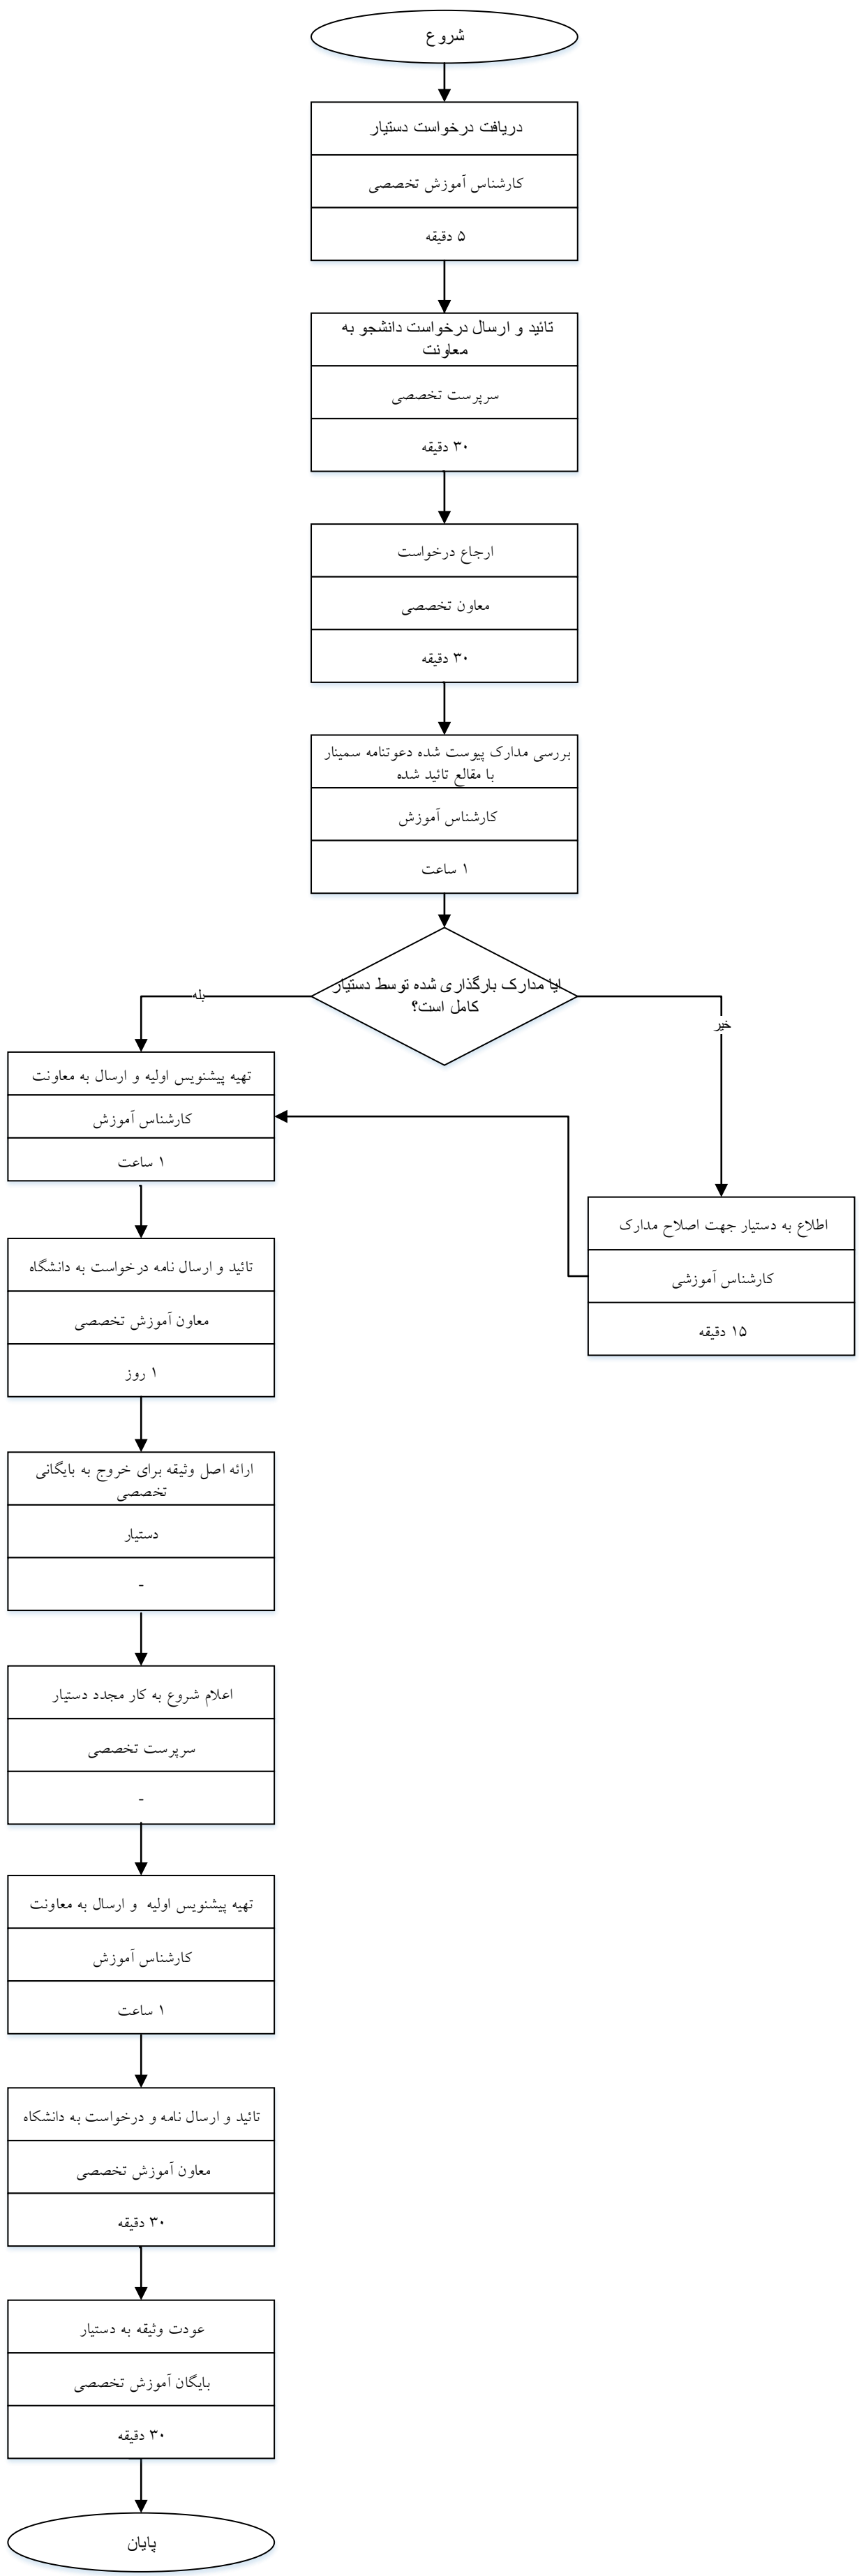 شروع
دریافت درخواست دستیار
کارشناس آموزش تخصصی
۵ دقیقه
تائید و ارسال درخواست دانشجو به
معاونت
سرپرست تخصصی
۳۰ دقیقه
ارجاع درخواست
معاون تخصصی
۳۰ دقیقه
بررسی مدارک پیوست شده دعوتنامه سمینار
با مقالع تائید شده
کارشناس آموزش
۱ ساعت
ایا مدارک بارگذاری شده توسط دستیار
کامل است؟
بله
خیر
تهیه پیشنویس اولیه و ارسال به معاونت
کارشناس آموزش
۱ ساعت
اطلاع به دستیار جهت اصلاح مدارک
کارشناس آموزشی
۱۵ دقیقه
تائید و ارسال نامه درخواست به دانشگاه
معاون آموزش تخصصی
۱ روز
ارائه اصل وثیقه برای خروج به بایگانی
تخصصی
دستیار
-
اعلام شروع به کار مجدد دستیار
سرپرست تخصصی
-
تهیه پیشنویس اولیه و ارسال به معاونت
کارشناس آموزش
۱ ساعت
تائید و ارسال نامه و درخواست به دانشکاه
معاون آموزش تخصصی
۳۰ دقیقه
عودت وثیقه به دستیار
بایگان آموزش تخصصی
۳۰ دقیقه
پایان